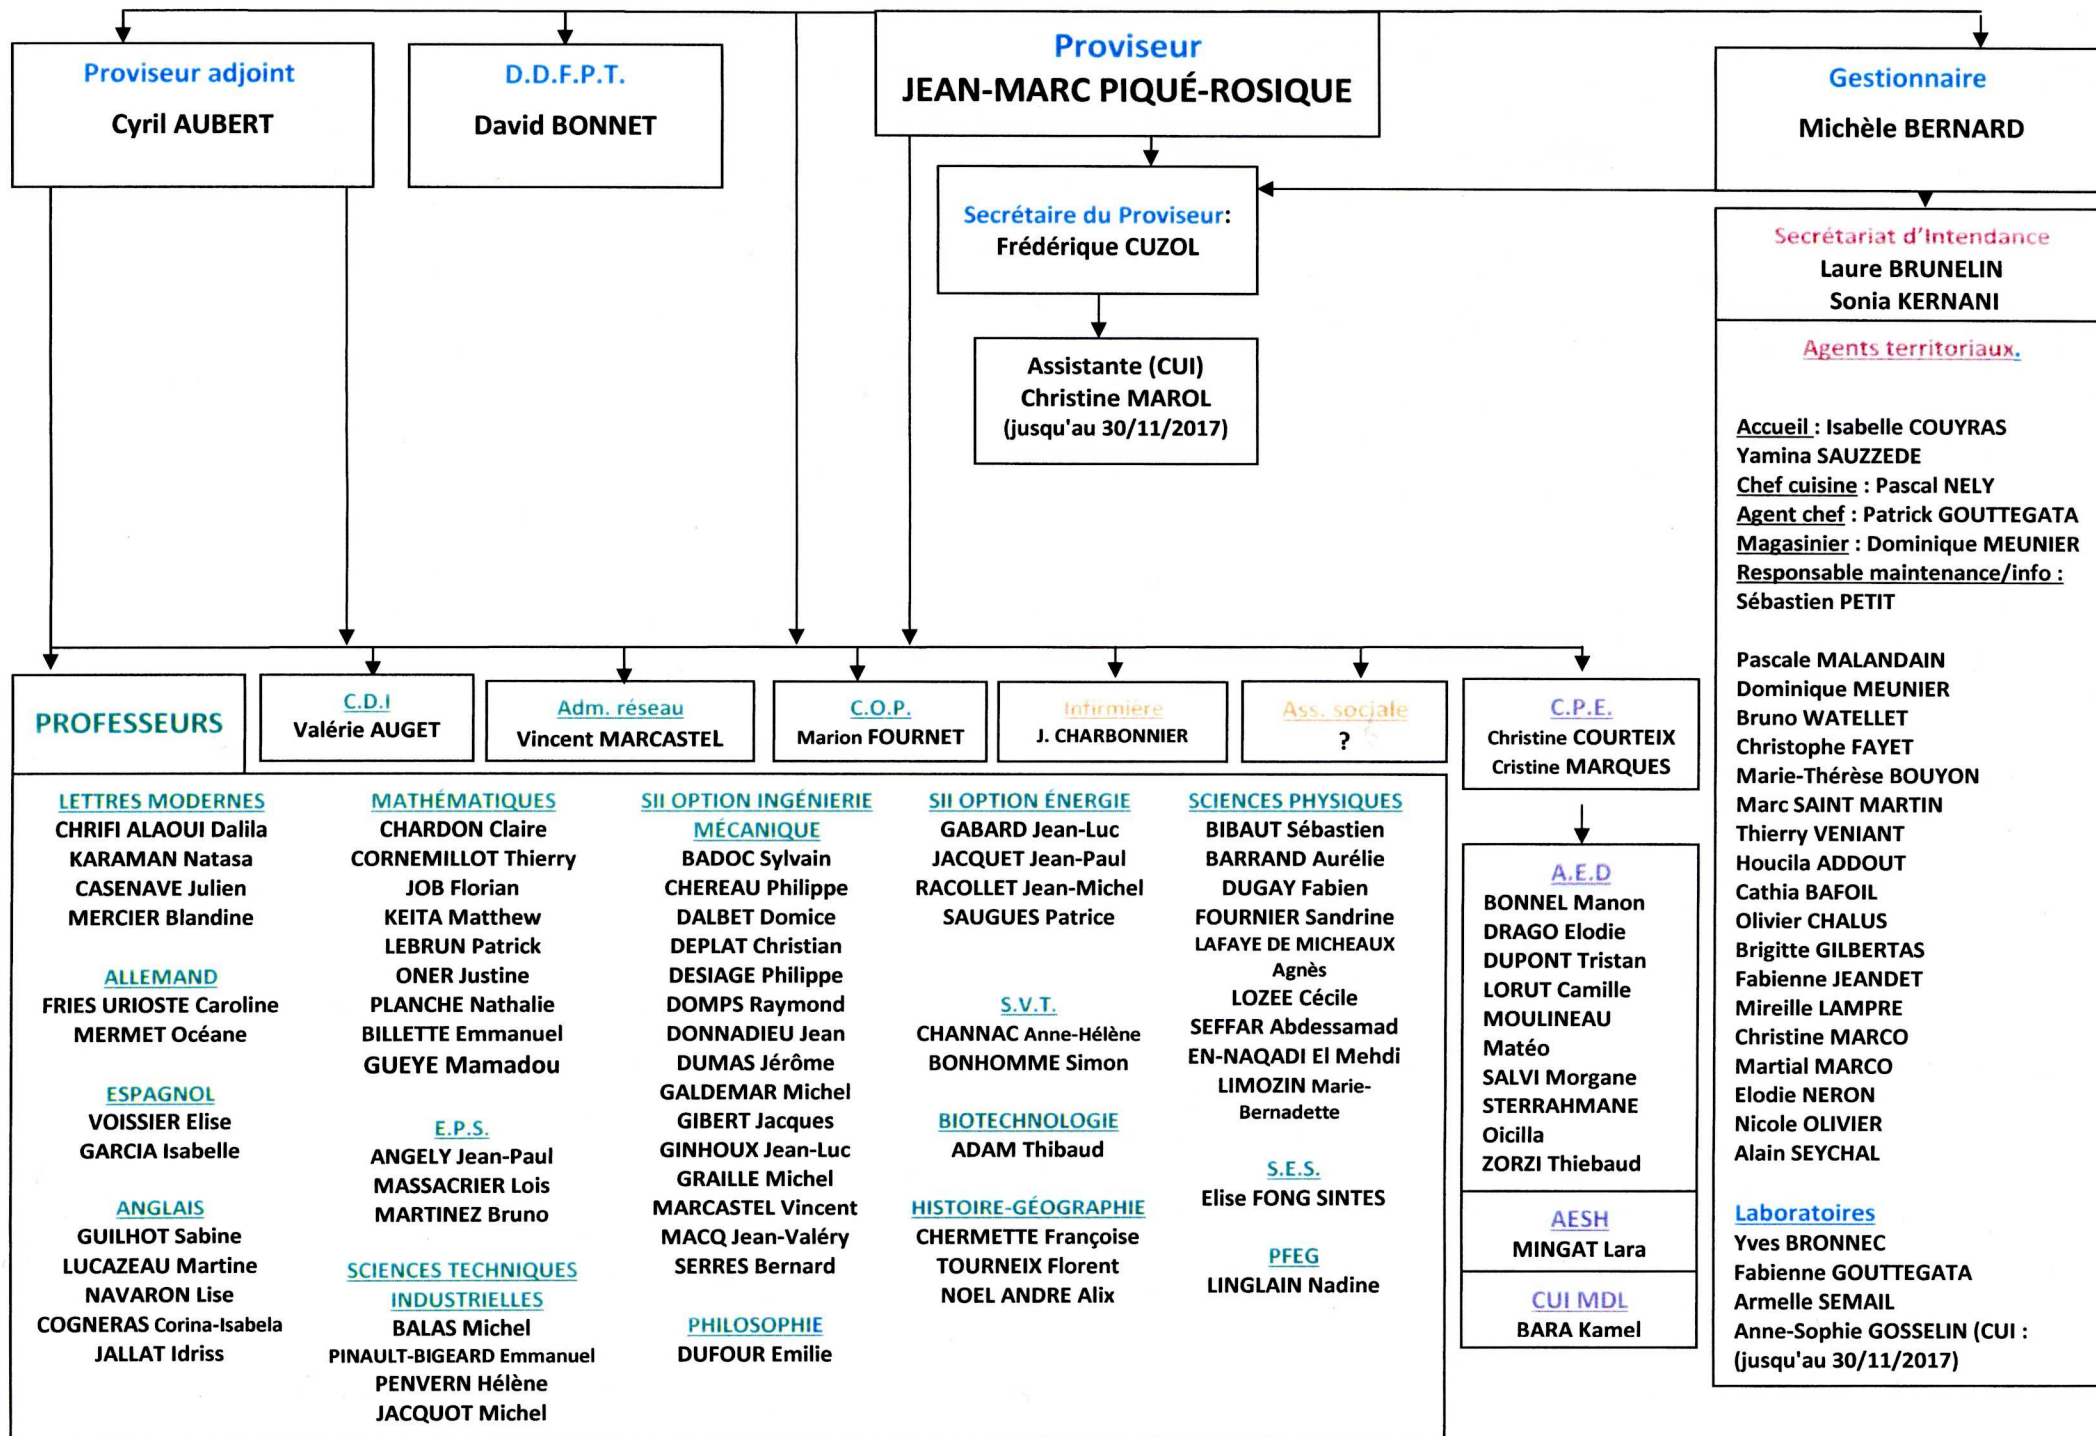 Proviseur adjoint
Cyril AUBERT
D.D.F.P.T.
David BONNET
Proviseur
JEAN-MARC PIQUÉ-ROSIQUE
Gestionnaire
Michèle BERNARD
Secrétaire du Proviseur:
Frédérique CUZOL
Assistante (CUI)
Christine MAROL
(jusqu'au 30/11/2017)
Secrétariat d'Intendance
Laure BRUNELIN
Sonia KERNANI
Agents territoriaux.
Accueil : Isabelle COUYRAS
Yamina SAUZZEDE
Chef cuisine : Pascal NELY
Agent chef : Patrick GOUTTEGATA
Magasinier : Dominique MEUNIER
Responsable maintenance/info :
Sébastien PETIT
Pascale MALANDAIN
Dominique MEUNIER
Bruno WATELLET
Christophe FAYET
Marie-Thérèse BOUYON
Marc SAINT MARTIN
Thierry VENIANT
Houcila ADDOUT
Cathia BAFOIL
Olivier CHALUS
Brigitte GILBERTAS
Fabienne JEANDET
Mireille LAMPRE
Christine MARCO
Martial MARCO
Elodie NERON
Nicole OLIVIER
Alain SEYCHAL
Laboratoires
Yves BRONNEC
Fabienne GOUTTEGATA
Armelle SEMAIL
Anne-Sophie GOSSELIN (CUI :
(jusqu'au 30/11/2017)
PROFESSEURS
C.D.I
Valérie AUGET
Adm. réseau
Vincent MARCASTEL
C.O.P.
Marion FOURNET
Infirmière
J. CHARBONNIER
Ass. sociale
?
C.P.E.
Christine COURTEIX
Cristine MARQUES
LETTRES MODERNES
CHRIFI ALAOUI Dalila
KARAMAN Natasa
CASENAVE Julien
MERCIER Blandine
ALLEMAND
FRIES URIOSTE Caroline
MERMET Océane
ESPAGNOL
VOISSIER Elise
GARCIA Isabelle
ANGLAIS
GUILHOT Sabine
LUCAZEAU Martine
NAVARON Lise
COGNERAS Corina-Isabela
JALLAT Idriss
MATHÉMATIQUES
CHARDON Claire
CORNEMILLOT Thierry
JOB Florian
KEITA Matthew
LEBRUN Patrick
ONER Justine
PLANCHE Nathalie
BILLETTE Emmanuel
GUEYE Mamadou
E.P.S.
ANGELY Jean-Paul
MASSACRIER Lois
MARTINEZ Bruno
SCIENCES TECHNIQUES
INDUSTRIELLES
BALAS Michel
PINAULT-BIGEARD Emmanuel
PENVERN Hélène
JACQUOT Michel
SII OPTION INGÉNIERIE
MÉCANIQUE
BADOC Sylvain
CHEREAU Philippe
DALBET Domice
DEPLAT Christian
DESIAGE Philippe
DOMPS Raymond
DONNADIEU Jean
DUMAS Jérôme
GALDEMAR Michel
GIBERT Jacques
GINHOUX Jean-Luc
GRAILLE Michel
MARCASTEL Vincent
MACQ Jean-Valéry
SERRES Bernard
PHILOSOPHIE
DUFOUR Emilie
SII OPTION ÉNERGIE
GABARD Jean-Luc
JACQUET Jean-Paul
RACOLLET Jean-Michel
SAUGUES Patrice
S.V.T.
CHANNAC Anne-Hélène
BONHOMME Simon
BIOTECHNOLOGIE
ADAM Thibaud
HISTOIRE-GÉOGRAPHIE
CHERMETTE Françoise
TOURNEIX Florent
NOEL ANDRE Alix
SCIENCES PHYSIQUES
BIBAUT Sébastien
BARRAND Aurélie
DUGAY Fabien
FOURNIER Sandrine
LAFAYE DE MICHEAUX
Agnès
LOZEE Cécile
SEFFAR Abdessamad
EN-NAQADI El Mehdi
LIMOZIN Marie-
Bernadette
S.E.S.
Elise FONG SINTES
PFEG
LINGLAIN Nadine
A.E.D
BONNEL Manon
DRAGO Elodie
DUPONT Tristan
LORUT Camille
MOULINEAU
Matéo
SALVI Morgane
STERRAHMANE
Oicilla
ZORZI Thiebaud
AESH
MINGAT Lara
CUI MDL
BARA Kamel